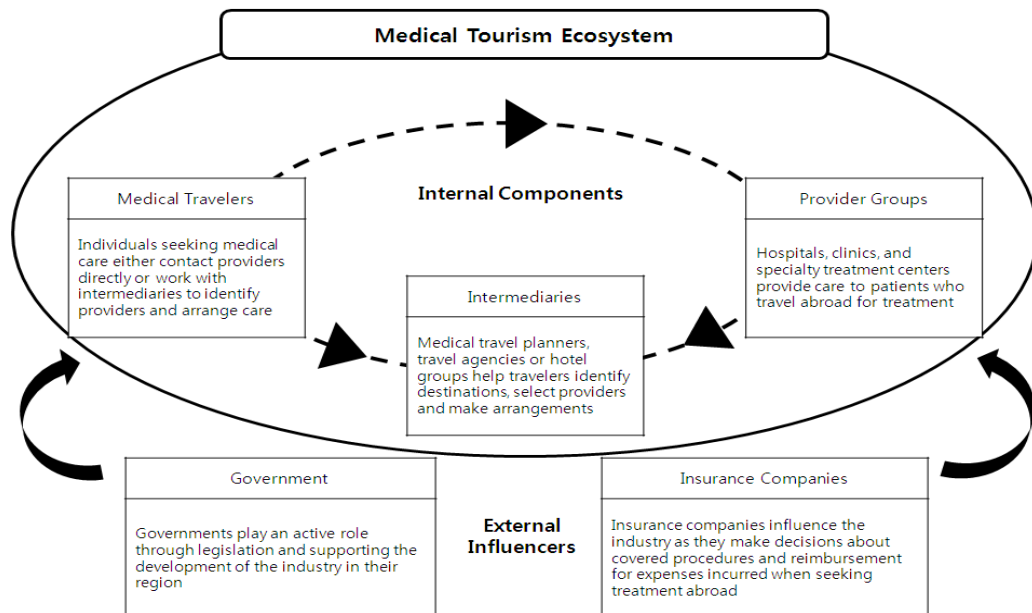 Medical Tourism Ecosystem
Internal Components
Medical Travelers
Individuals seeking medical
care either contact providers
directly or work with
intermediaries to identify
providers and arrange care
Intermediaries
Medical travel planners,
travel agencies or hotel
groups help travelers identify
destinations, select providers
and make arrangements
Provider Groups
Hospitals, clinics, and
specialty treatment centers
provide care to patients who
travel abroad for treatment
Government
Governments play an active role
through legislation and supporting the
development of the industry in their
region
External
Influencers
Insurance Companies
Insurance companies influence the
industry as they make decisions about
covered procedures and reimbursement
for expenses incurred when seeking
treatment abroad